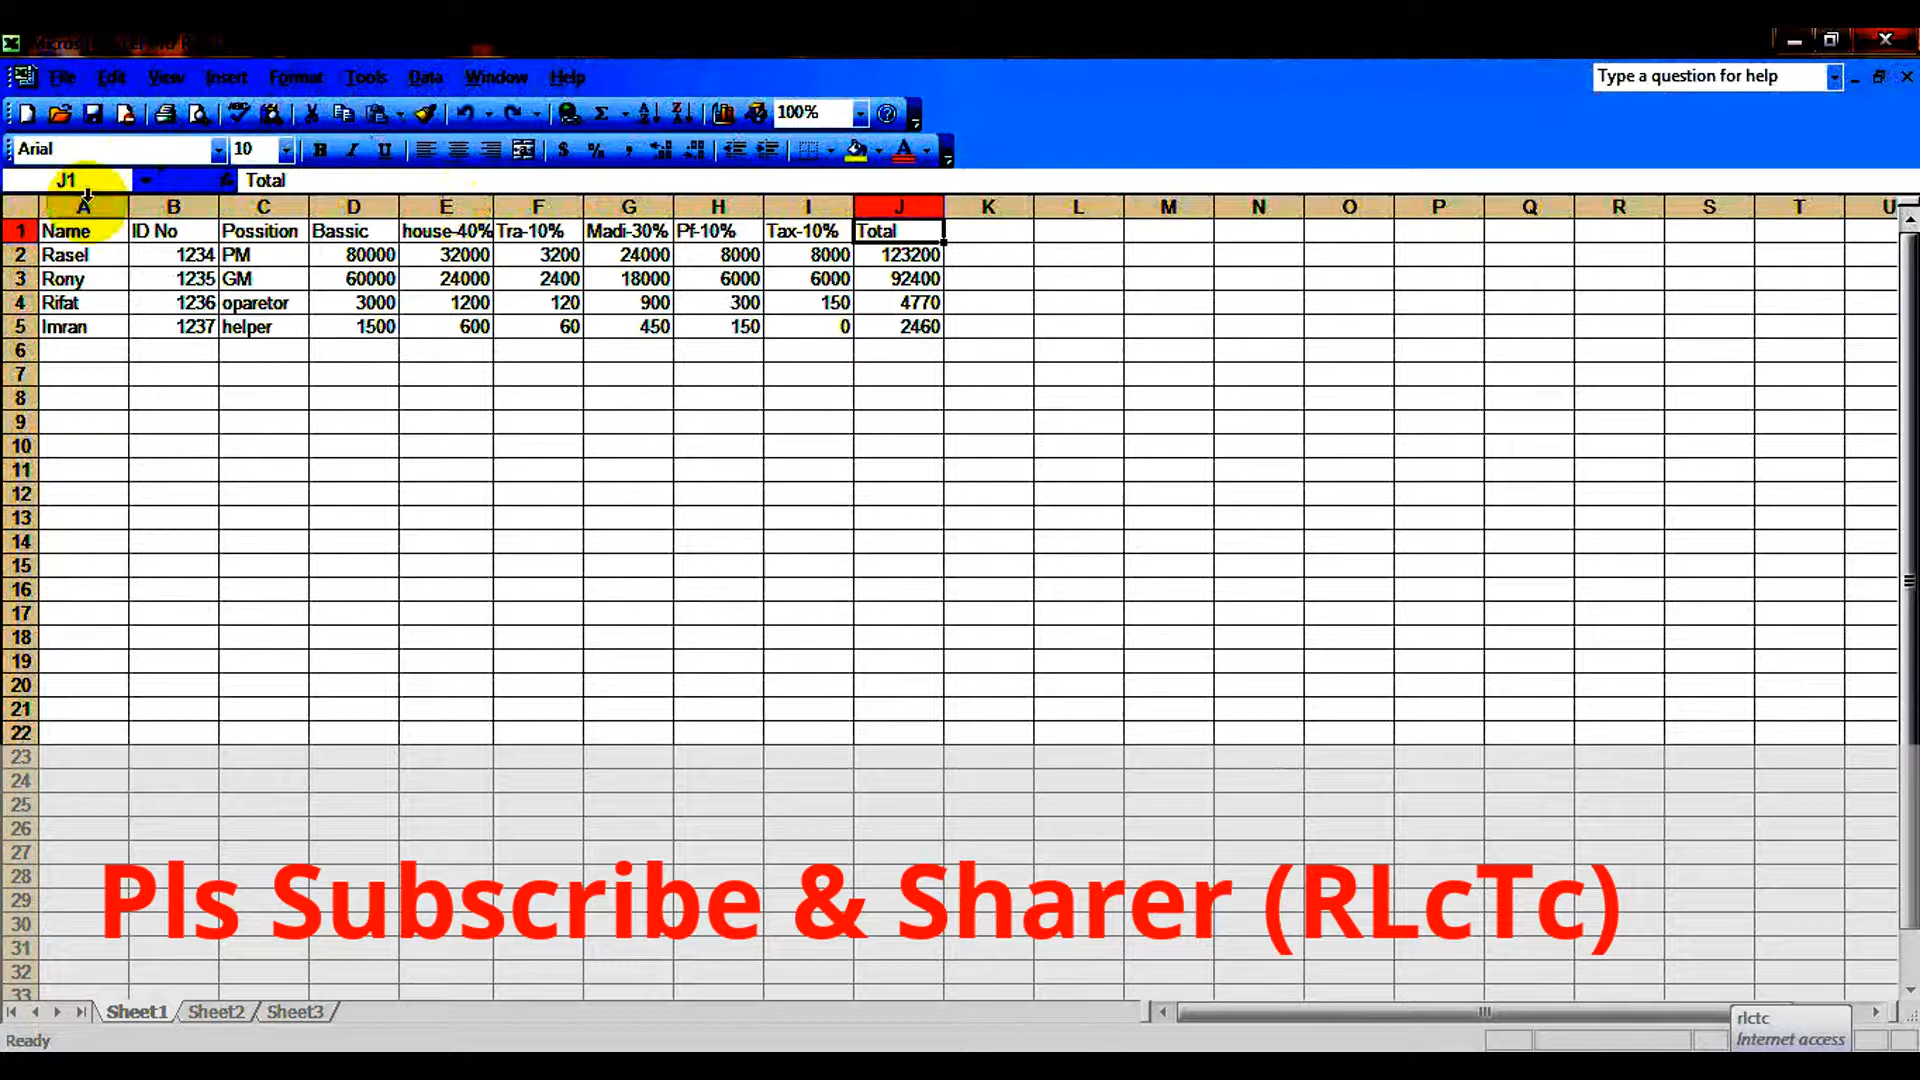 File Edit View Insert Format Tools Data Window Help Type a question for help
100%
Arial 10
J1 Total
A B C D E F G H I J K L M N O P Q R S T U
1 Name ID No Possition Bassic house-40% Tra-10% Madi-30% Pf-10% Tax-10% Total
2 Rasel 1234 PM 80000 32000 3200 24000 8000 8000 123200
3 Rony 1235 GM 60000 24000 2400 18000 6000 6000 92400
4 Rifat 1236 oparetor 3000 1200 120 900 300 150 4770
5 Imran 1237 helper 1500 600 60 450 150 0 2460
6
7
8
9
10
11
12
13
14
15
16
17
18
19
20
21
22
23
24
25
26
27
28
29
30
31
32
33
Pls Subscribe & Sharer (RLcTc)
Sheet1 Sheet2 Sheet3
rlctc
Ready
Internet access